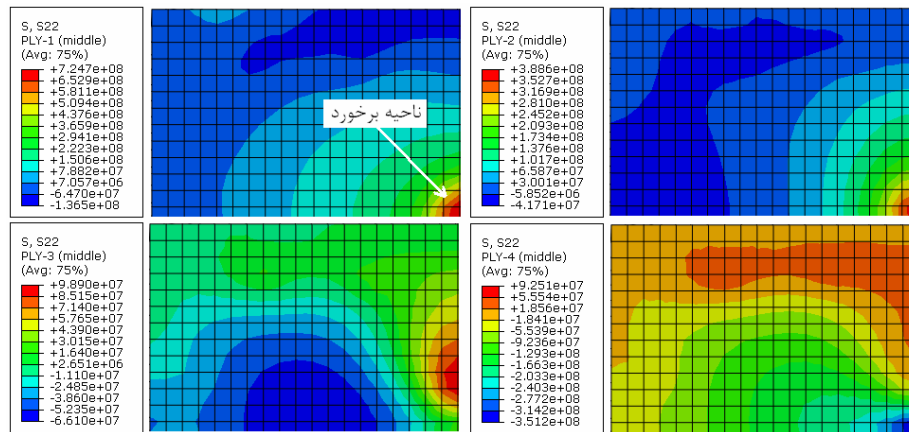 S, S22
PLY-1 (middle)
(Avg: 75%)
+7.247e+08
+6.529e+08
+5.811e+08
+5.094e+08
+4.376e+08
+3.659e+08
+2.941e+08
+2.223e+08
+1.506e+08
+7.882e+07
+7.057e+06
-6.470e+07
-1.365e+08
ناحیه برخورد
S, S22
PLY-2 (middle)
(Avg: 75%)
+3.886e+08
+3.527e+08
+3.169e+08
+2.810e+08
+2.452e+08
+2.093e+08
+1.734e+08
+1.376e+08
+1.017e+08
+6.587e+07
+3.001e+07
-5.852e+06
-4.171e+07
S, S22
PLY-3 (middle)
(Avg: 75%)
+9.890e+07
+8.515e+07
+7.140e+07
+5.765e+07
+4.390e+07
+3.015e+07
+1.640e+07
+2.651e+06
-1.110e+07
-2.485e+07
-3.860e+07
-5.235e+07
-6.610e+07
S, S22
PLY-4 (middle)
(Avg: 75%)
+9.251e+07
+5.554e+07
+1.856e+07
-1.841e+07
-5.539e+07
-9.236e+07
-1.293e+08
-1.663e+08
-2.033e+08
-2.403e+08
-2.772e+08
-3.142e+08
-3.512e+08